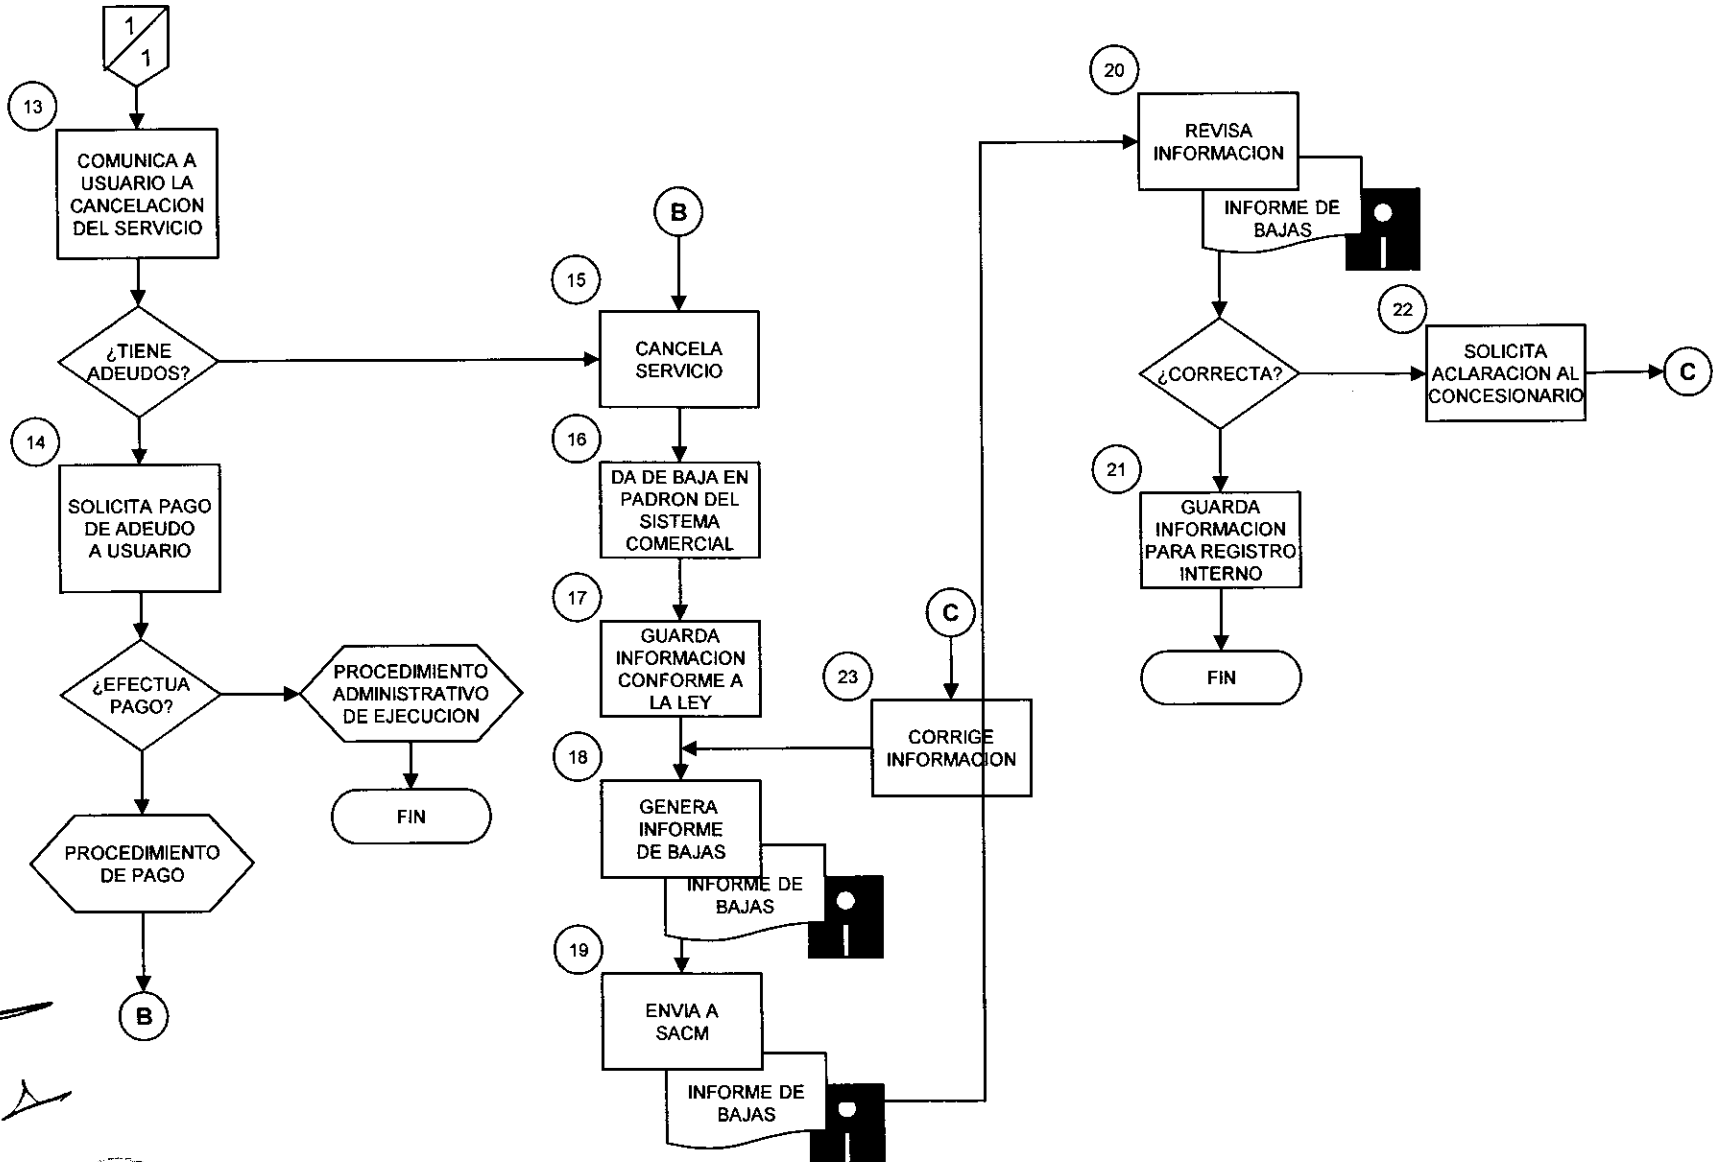 1
1
13
COMUNICA A
USUARIO LA
CANCELACION
DEL SERVICIO
¿TIENE
ADEUDOS?
14
SOLICITA PAGO
DE ADEUDO
A USUARIO
¿EFECTUA
PAGO?
PROCEDIMIENTO
ADMINISTRATIVO
DE EJECUCION
FIN
PROCEDIMIENTO
DE PAGO
B
B
15
CANCELA
SERVICIO
16
DA DE BAJA EN
PADRON DEL
SISTEMA
COMERCIAL
17
GUARDA
INFORMACION
CONFORME A
LA LEY
18
GENERA
INFORME
DE BAJAS
INFORME DE
BAJAS
19
ENVIA A
SACM
INFORME DE
BAJAS
C
23
CORRIGE
INFORMACION
20
REVISA
INFORMACION
INFORME DE
BAJAS
¿CORRECTA?
22
SOLICITA
ACLARACION AL
CONCESIONARIO
C
21
GUARDA
INFORMACION
PARA REGISTRO
INTERNO
FIN